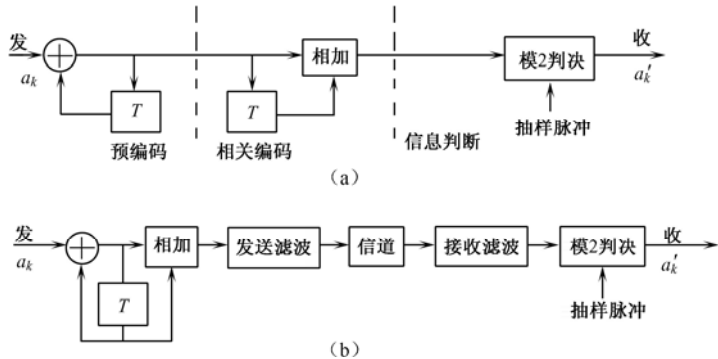 发 相加 模2判决 收
a_k T T a_k′
抽样脉冲
预编码 相关编码 信息判断
(a)
发 相加 发送滤波 信道 接收滤波 模2判决 收
a_k T a_k′
抽样脉冲
(b)